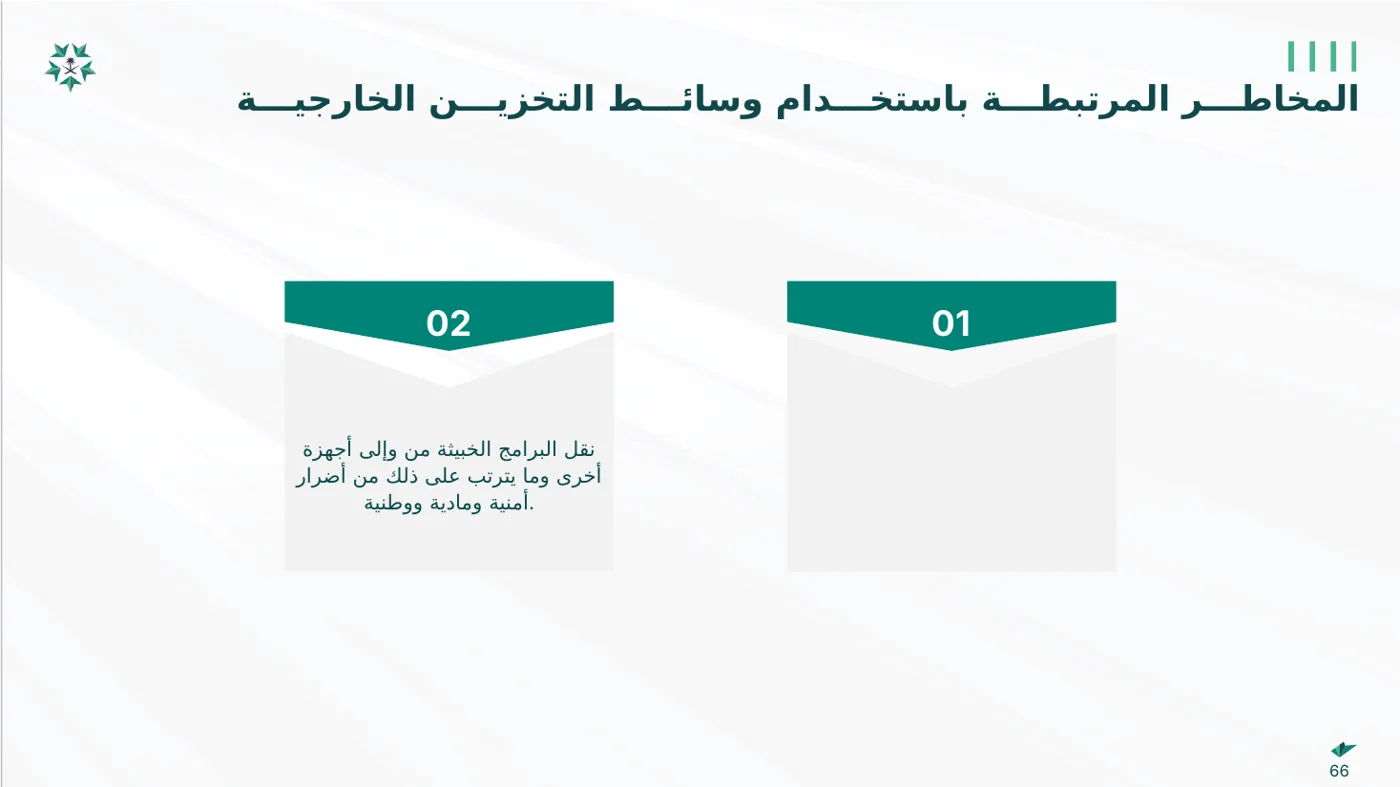 المخاطـــر المرتبطـــة باستخـــدام وسائـــط التخزيـــن الخارجيـــة
01
02
نقل البرامج الخبيثة من وإلى أجهزة
أخرى وما يترتب على ذلك من أضرار
أمنية ومادية ووطنية.
66